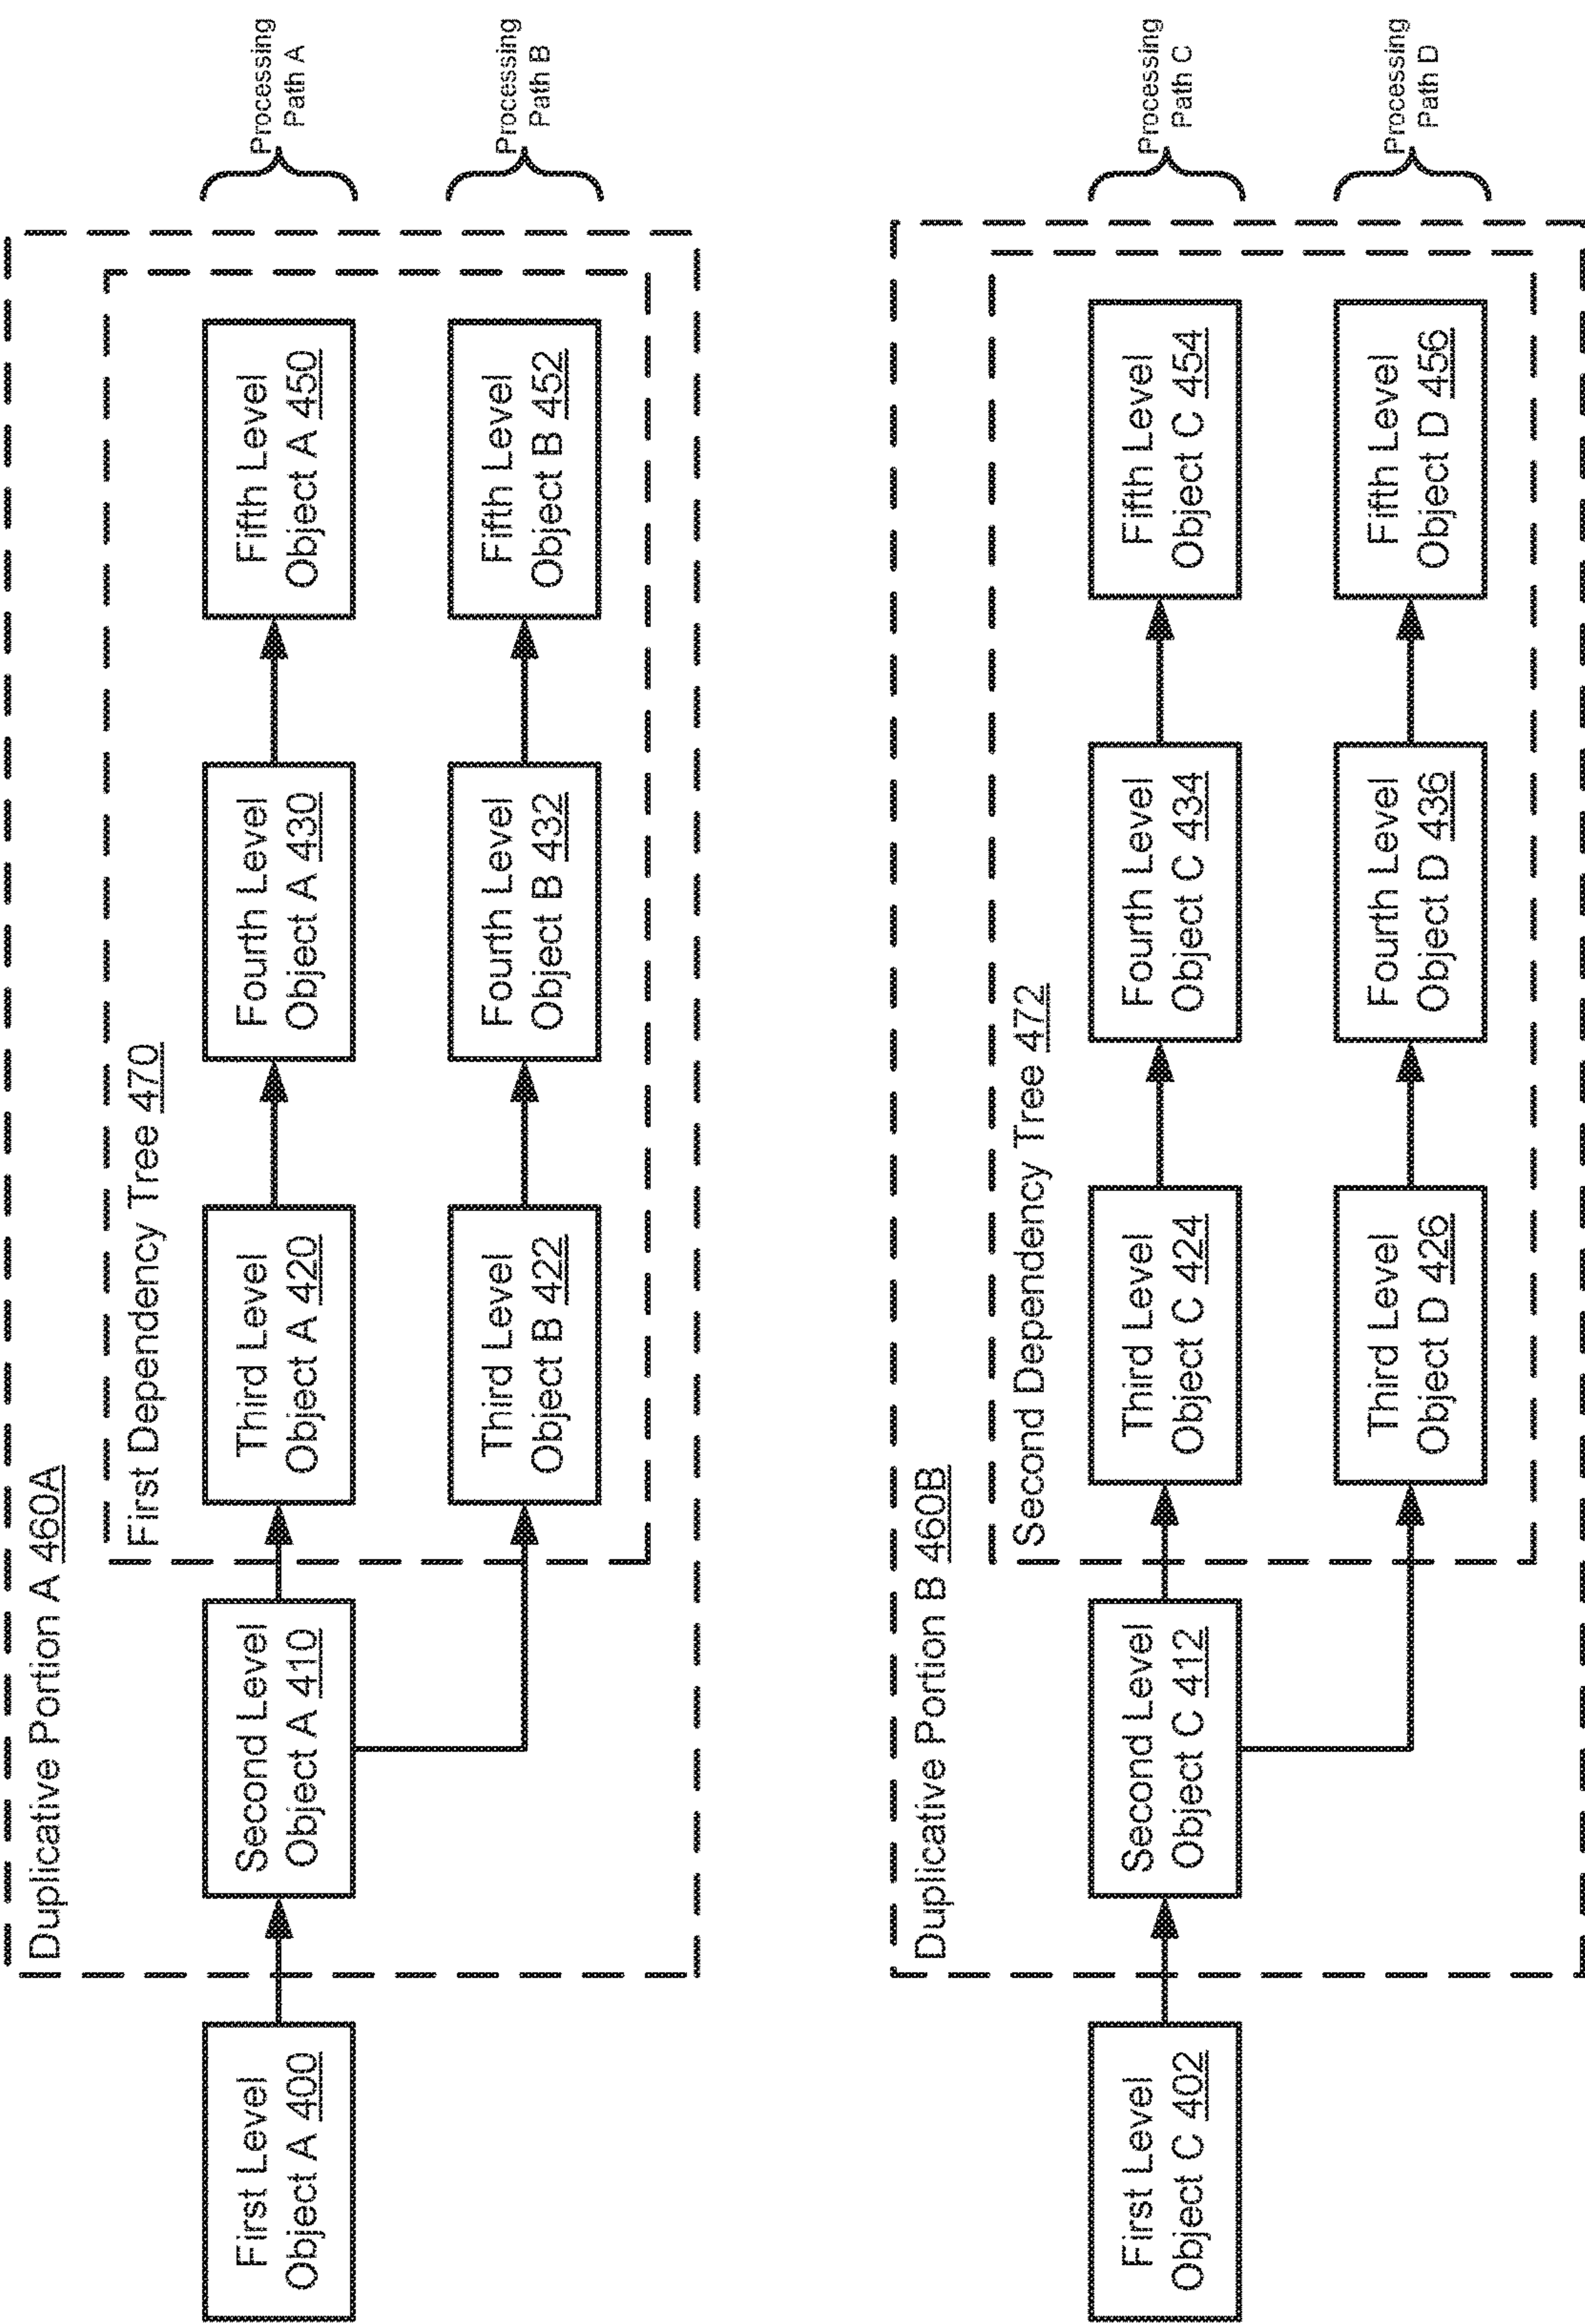 Duplicative Portion A 460A
First Dependency Tree 470
First Level
Object A 400
Second Level
Object A 410
Third Level
Object A 420
Fourth Level
Object A 430
Fifth Level
Object A 450
Processing
Path A
Third Level
Object B 422
Fourth Level
Object B 432
Fifth Level
Object B 452
Processing
Path B
Duplicative Portion B 460B
Second Dependency Tree 472
First Level
Object C 402
Second Level
Object C 412
Third Level
Object C 424
Fourth Level
Object C 434
Fifth Level
Object C 454
Processing
Path C
Third Level
Object D 426
Fourth Level
Object D 436
Fifth Level
Object D 456
Processing
Path D